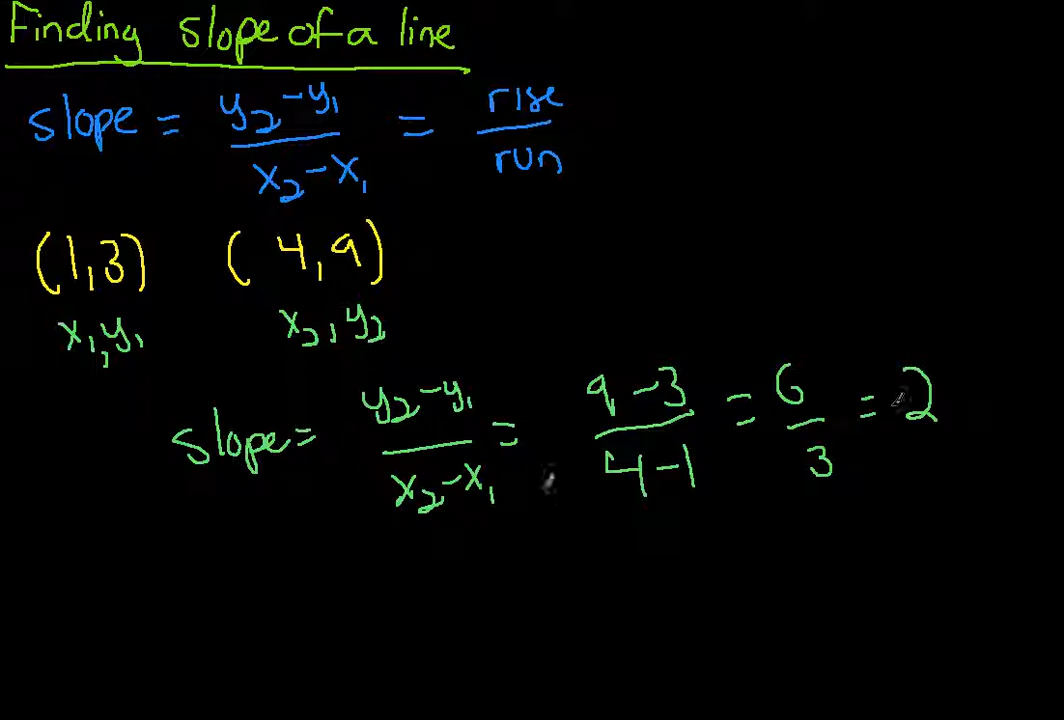 Finding slope of a line
slope = y₂-y₁ / x₂-x₁ = rise / run
(1,3) (4,9)
x₁,y₁ x₂,y₂
slope = y₂-y₁ / x₂-x₁ = 9-3 / 4-1 = 6 / 3 = 2